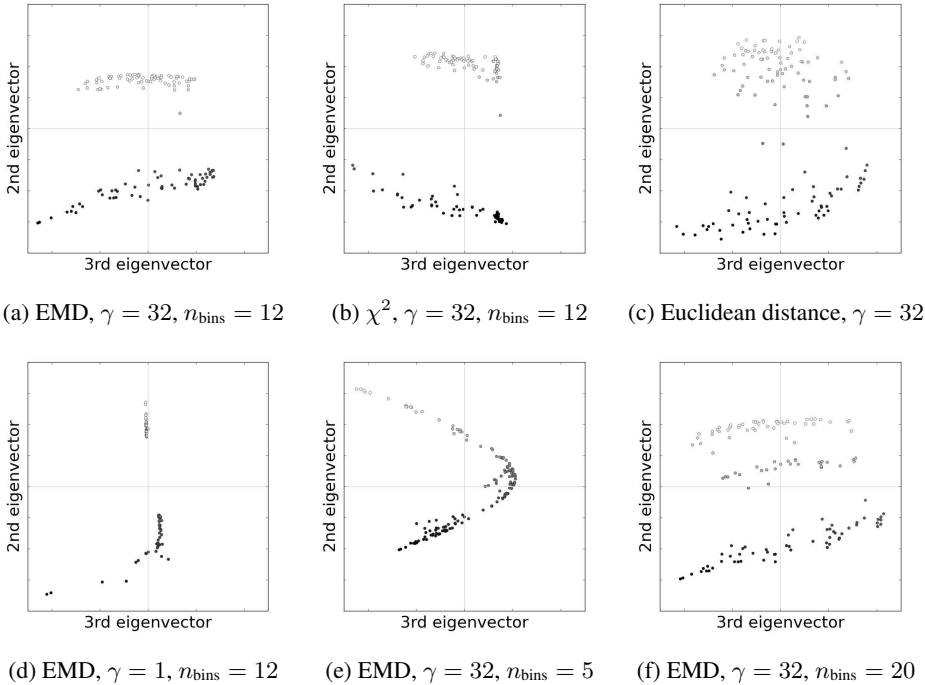 2nd eigenvector
2nd eigenvector
2nd eigenvector
3rd eigenvector
3rd eigenvector
3rd eigenvector
(a) EMD, γ = 32, n_bins = 12
(b) χ², γ = 32, n_bins = 12
(c) Euclidean distance, γ = 32
2nd eigenvector
2nd eigenvector
2nd eigenvector
3rd eigenvector
3rd eigenvector
3rd eigenvector
(d) EMD, γ = 1, n_bins = 12
(e) EMD, γ = 32, n_bins = 5
(f) EMD, γ = 32, n_bins = 20